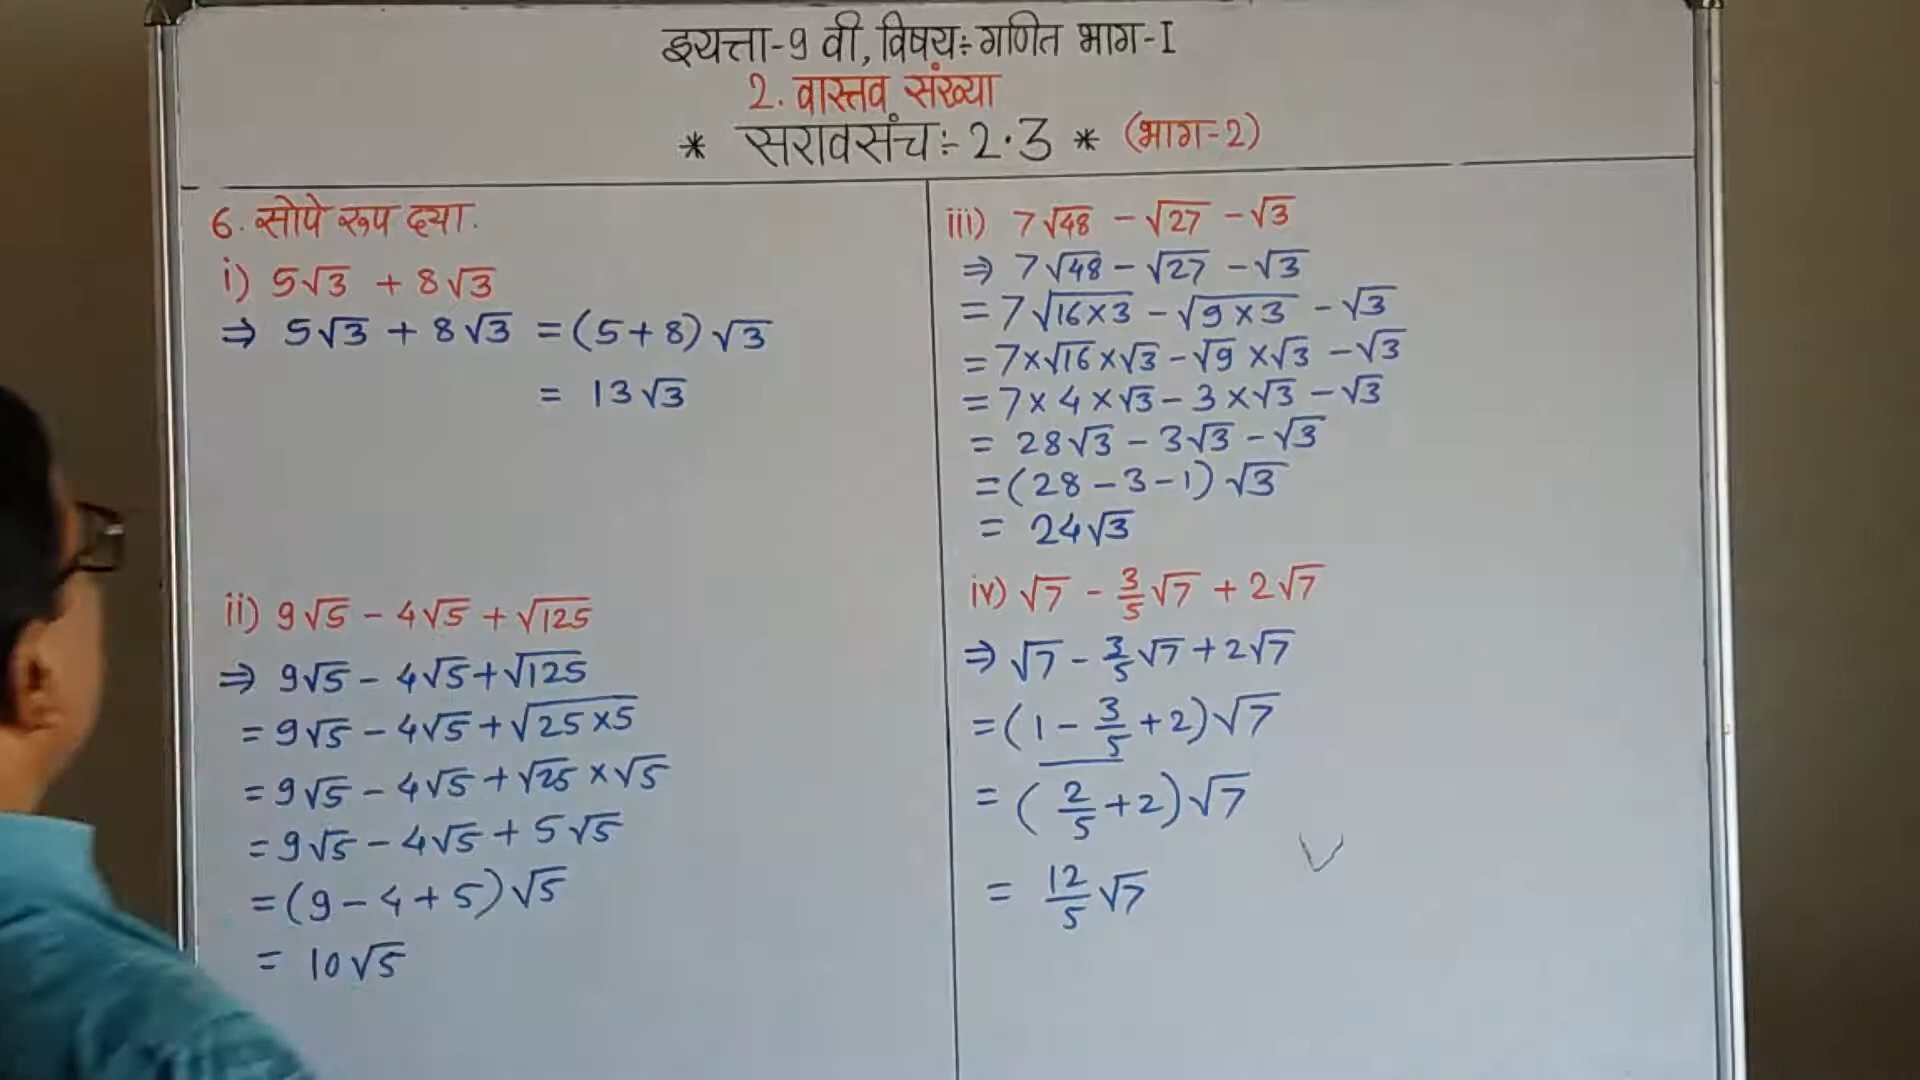 इयत्ता-9 वी, विषय:- गणित भाग-I
2. वास्तव संख्या
* सरावसंच:- 2.3 * (भाग-2)
6. सोपे रूप द्या.
i) 5√3 + 8√3
⇒ 5√3 + 8√3 = (5+8)√3
= 13√3
ii) 9√5 - 4√5 + √125
⇒ 9√5 - 4√5 + √125
= 9√5 - 4√5 + √(25×5)
= 9√5 - 4√5 + √25 × √5
= 9√5 - 4√5 + 5√5
= (9-4+5)√5
= 10√5
iii) 7√48 - √27 - √3
⇒ 7√48 - √27 - √3
= 7√(16×3) - √(9×3) - √3
= 7×√16×√3 - √9×√3 - √3
= 7×4×√3 - 3×√3 - √3
= 28√3 - 3√3 - √3
= (28-3-1)√3
= 24√3
iv) √7 - 3/5√7 + 2√7
⇒ √7 - 3/5√7 + 2√7
= (1 - 3/5 + 2)√7
= (2/5 + 2)√7
= 12/5√7